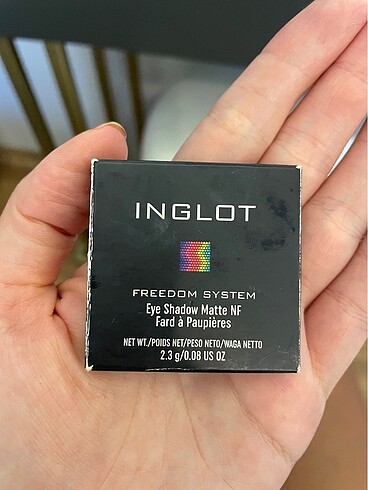 INGLOT
FREEDOM SYSTEM
Eye Shadow Matte NF
Fard à Paupières
NET WT./POIDS NET/PESO NETO/WAGA NETTO
2.3 g/0.08 US OZ